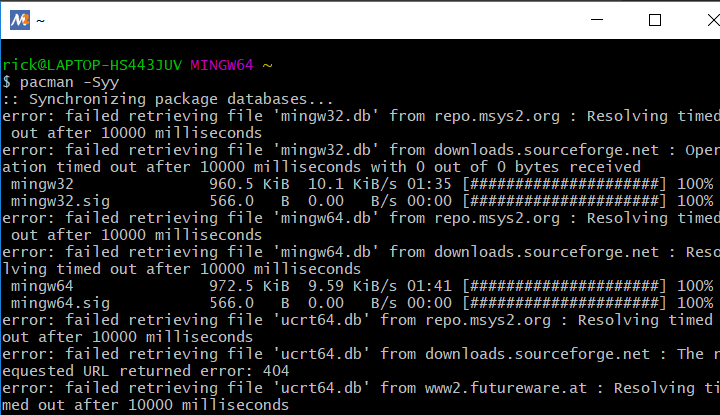 ~
rick@LAPTOP-HS443JUV MINGW64 ~
$ pacman -Syy
:: Synchronizing package databases...
error: failed retrieving file 'mingw32.db' from repo.msys2.org : Resolving timed
 out after 10000 milliseconds
error: failed retrieving file 'mingw32.db' from downloads.sourceforge.net : Oper
ation timed out after 10000 milliseconds with 0 out of 0 bytes received
 mingw32               960.5 KiB  10.1 KiB/s 01:35 [#####################] 100%
 mingw32.sig           566.0   B  0.00   B/s 00:00 [#####################] 100%
error: failed retrieving file 'mingw64.db' from repo.msys2.org : Resolving timed
 out after 10000 milliseconds
error: failed retrieving file 'mingw64.db' from downloads.sourceforge.net : Reso
lving timed out after 10000 milliseconds
 mingw64               972.5 KiB  9.59 KiB/s 01:41 [#####################] 100%
 mingw64.sig           566.0   B  0.00   B/s 00:00 [#####################] 100%
error: failed retrieving file 'ucrt64.db' from repo.msys2.org : Resolving timed
out after 10000 milliseconds
error: failed retrieving file 'ucrt64.db' from downloads.sourceforge.net : The r
equested URL returned error: 404
error: failed retrieving file 'ucrt64.db' from www2.futureware.at : Resolving ti
med out after 10000 milliseconds